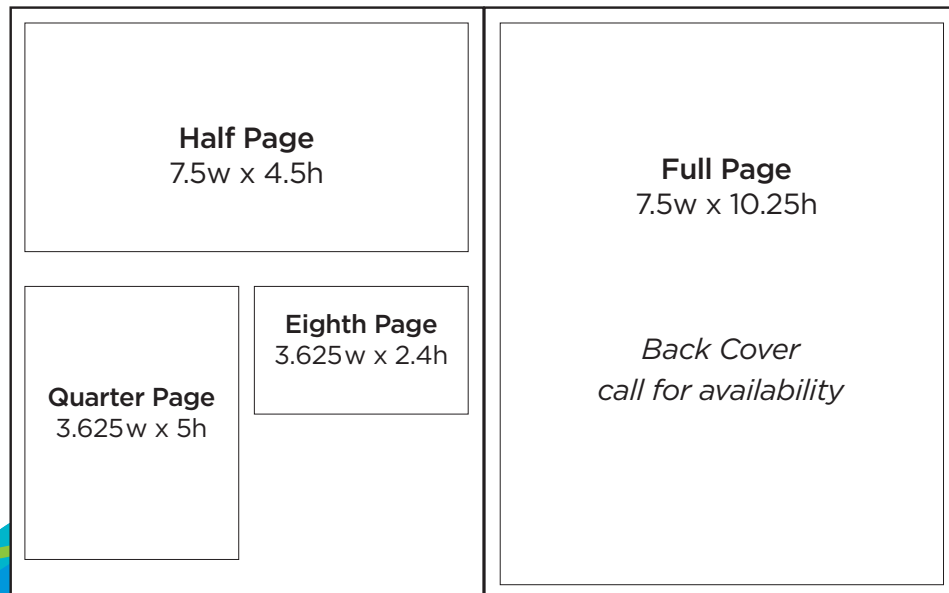 Half Page
7.5w x 4.5h
Quarter Page
3.625w x 5h
Eighth Page
3.625w x 2.4h
Full Page
7.5w x 10.25h
Back Cover
call for availability